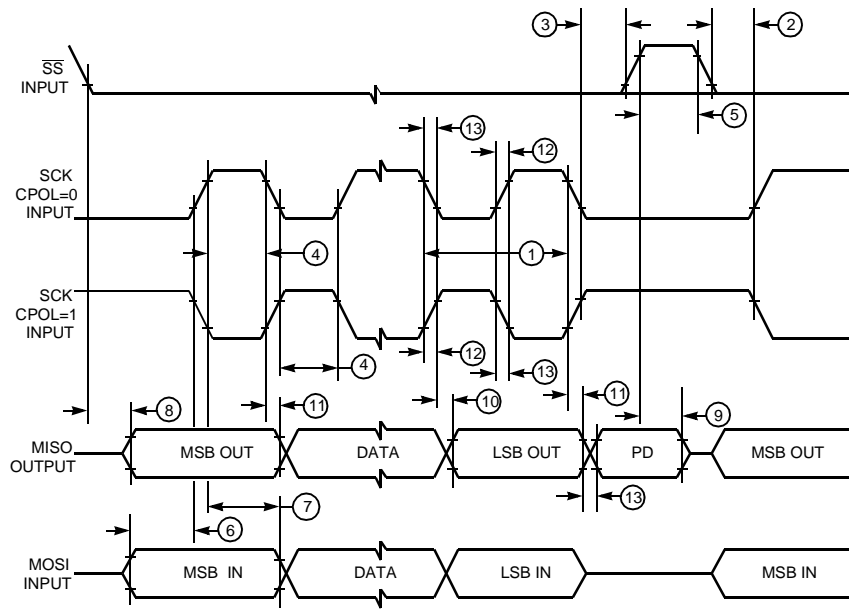 3
2
SS
INPUT
5
13
12
SCK
CPOL=0
INPUT
4
1
SCK
CPOL=1
INPUT
12
13
4
8
11
10
11
9
MISO
OUTPUT
MSB OUT
DATA
LSB OUT
PD
MSB OUT
13
7
6
MOSI
INPUT
MSB IN
DATA
LSB IN
MSB IN